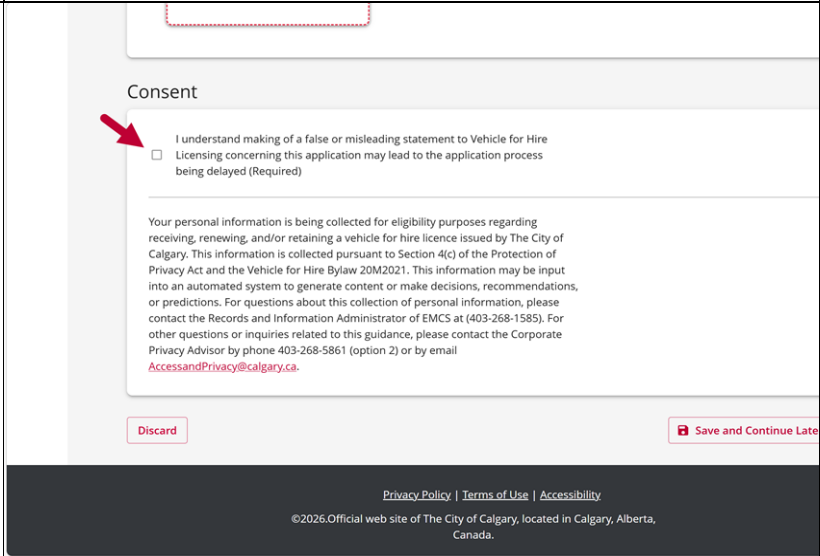 Consent
I understand making of a false or misleading statement to Vehicle for Hire
Licensing concerning this application may lead to the application process
being delayed (Required)
Your personal information is being collected for eligibility purposes regarding
receiving, renewing, and/or retaining a vehicle for hire licence issued by The City of
Calgary. This information is collected pursuant to Section 4(c) of the Protection of
Privacy Act and the Vehicle for Hire Bylaw 20M2021. This information may be input
into an automated system to generate content or make decisions, recommendations,
or predictions. For questions about this collection of personal information, please
contact the Records and Information Administrator of EMCS at (403-268-1585). For
other questions or inquiries related to this guidance, please contact the Corporate
Privacy Advisor by phone 403-268-5861 (option 2) or by email
AccessandPrivacy@calgary.ca.
Discard
Save and Continue Late
Privacy Policy | Terms of Use | Accessibility
©2026.Official web site of The City of Calgary, located in Calgary, Alberta,
Canada.